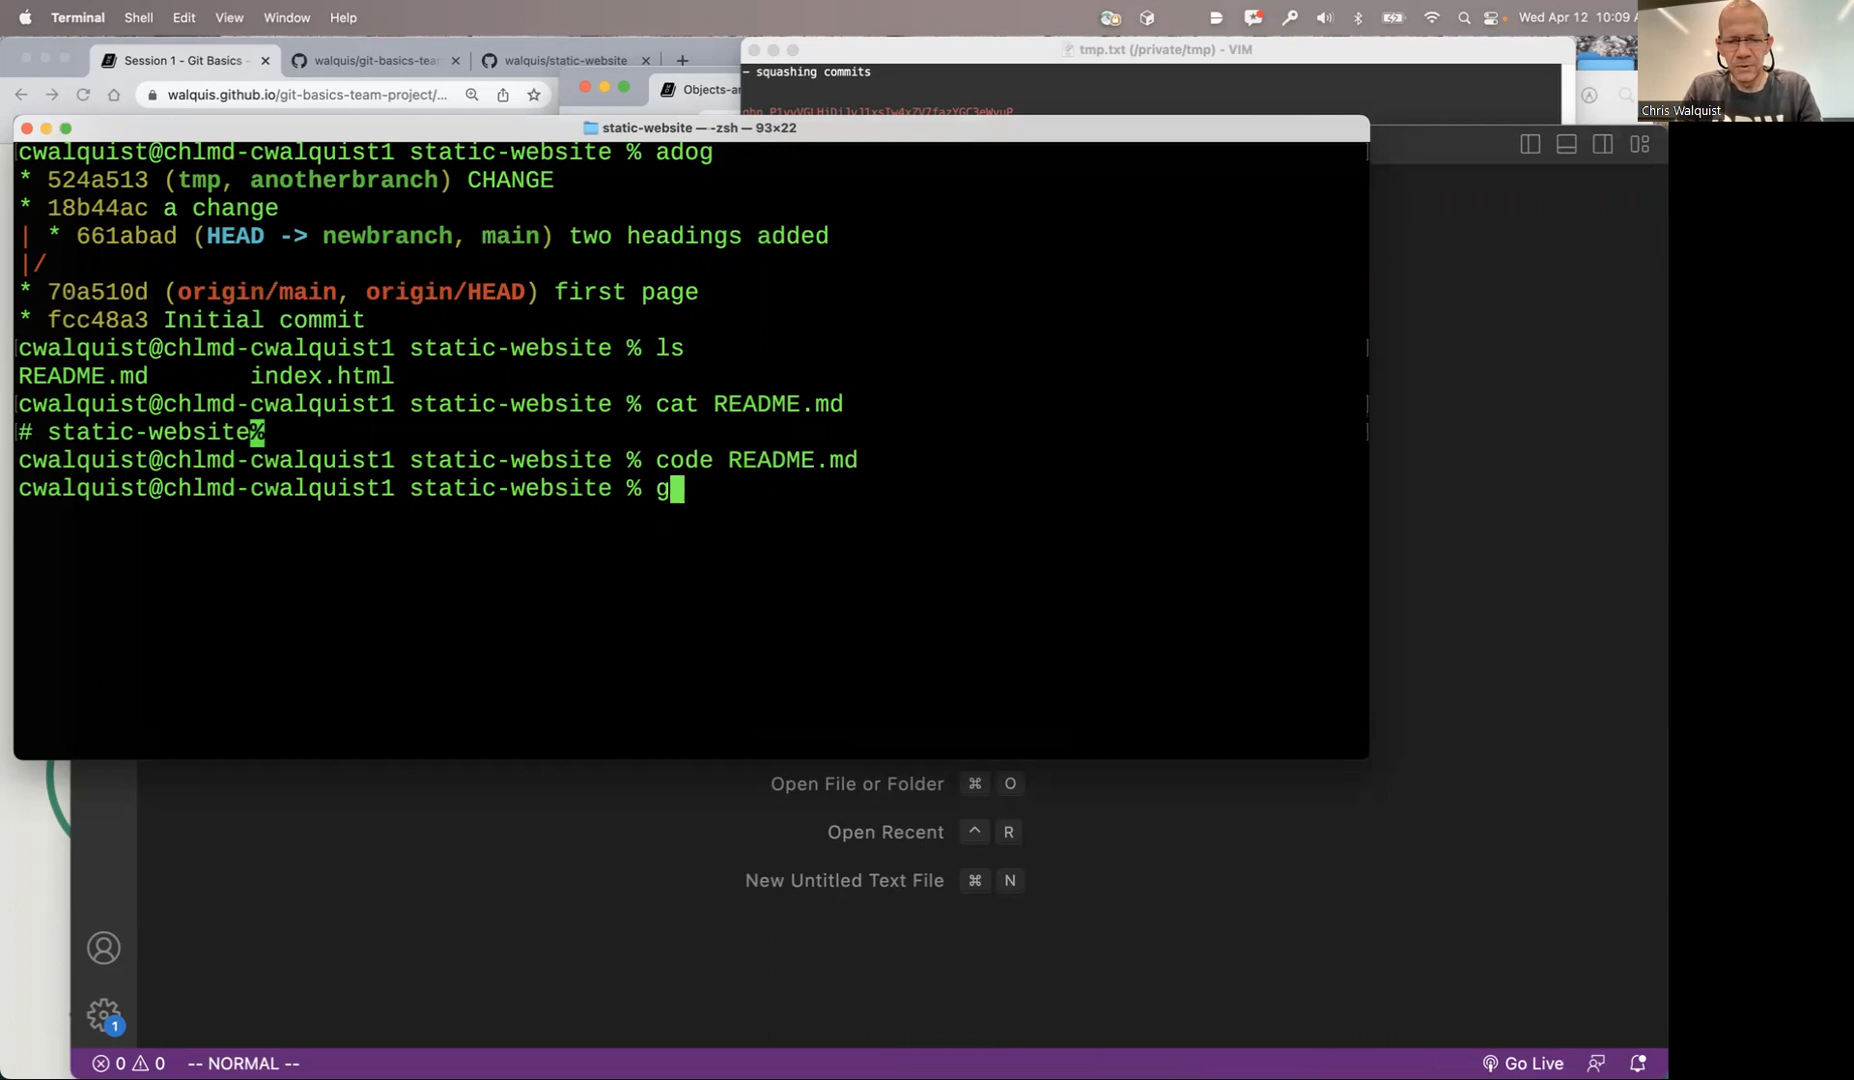 Terminal Shell Edit View Window Help Wed Apr 12 10:09
Session 1 - Git Basics - × walquis/git-basics-tea × walquis/static-website × +
tmp.txt (/private/tmp) - VIM
walquis.github.io/git-basics-team-project/...
Objects-an
- squashing commits
Chris Walquist
static-website — -zsh — 93×22
cwalquist@chlmd-cwalquist1 static-website % adog
* 524a513 (tmp, anotherbranch) CHANGE
* 18b44ac a change
| * 661abad (HEAD -> newbranch, main) two headings added
|/
* 70a510d (origin/main, origin/HEAD) first page
* fcc48a3 Initial commit
cwalquist@chlmd-cwalquist1 static-website % ls
README.md index.html
cwalquist@chlmd-cwalquist1 static-website % cat README.md
# static-website%
cwalquist@chlmd-cwalquist1 static-website % code README.md
cwalquist@chlmd-cwalquist1 static-website % g
Open File or Folder ⌘ O
Open Recent ^ R
New Untitled Text File ⌘ N
1
0 0 -- NORMAL -- Go Live